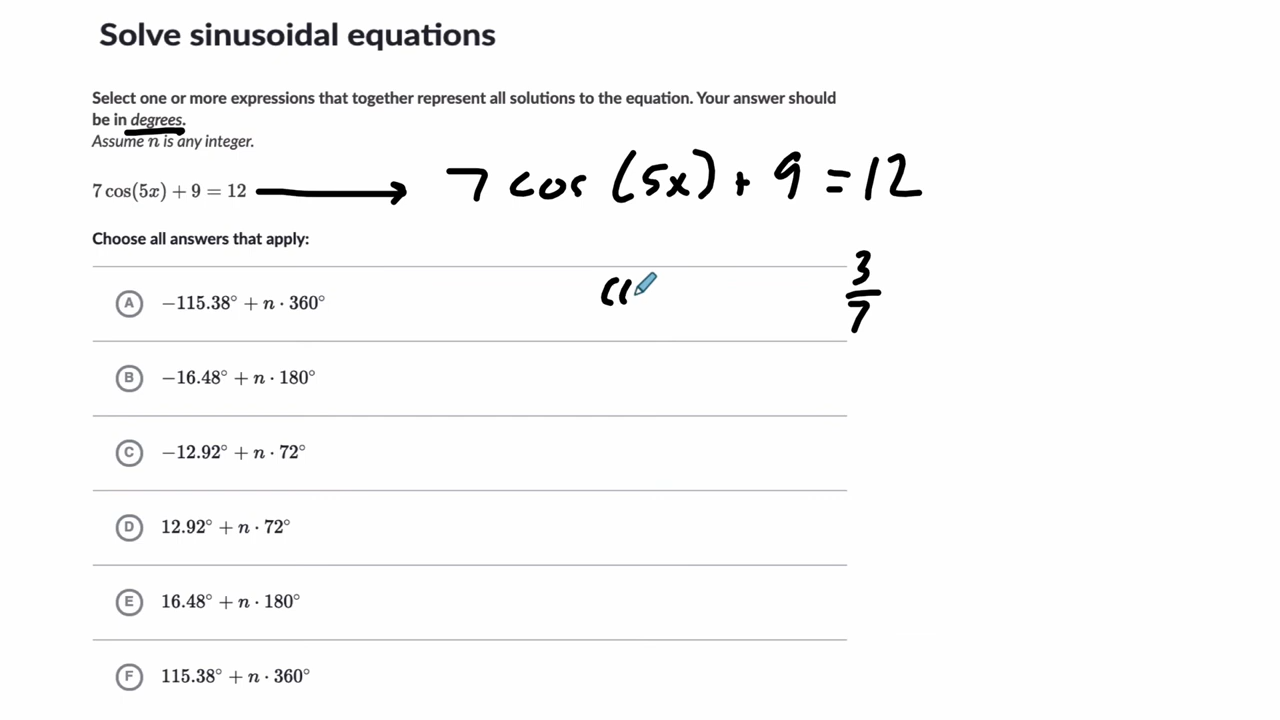 Solve sinusoidal equations
Select one or more expressions that together represent all solutions to the equation. Your answer should
be in degrees.
Assume n is any integer.
7 cos(5x) + 9 = 12
7 cos (5x) + 9 = 12
Choose all answers that apply:
3
7
A −115.38° + n · 360°
B −16.48° + n · 180°
C −12.92° + n · 72°
D 12.92° + n · 72°
E 16.48° + n · 180°
F 115.38° + n · 360°